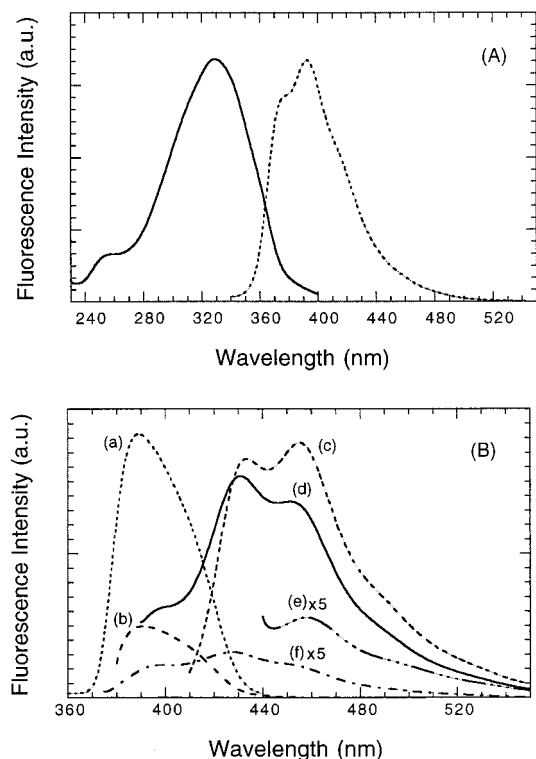 (A)
Fluorescence Intensity (a.u.)
240 280 320 360 400 440 480 520
Wavelength (nm)
(B)
Fluorescence Intensity (a.u.)
(a)
(c)
(d)
(b)
(e)x5
(f)x5
360 400 440 480 520
Wavelength (nm)